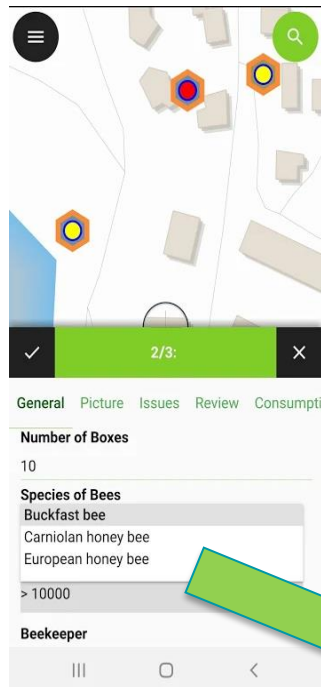 2/3:
General Picture Issues Review Consumpti
Number of Boxes
10
Species of Bees
Buckfast bee
Carniolan honey bee
European honey bee
> 10000
Beekeeper